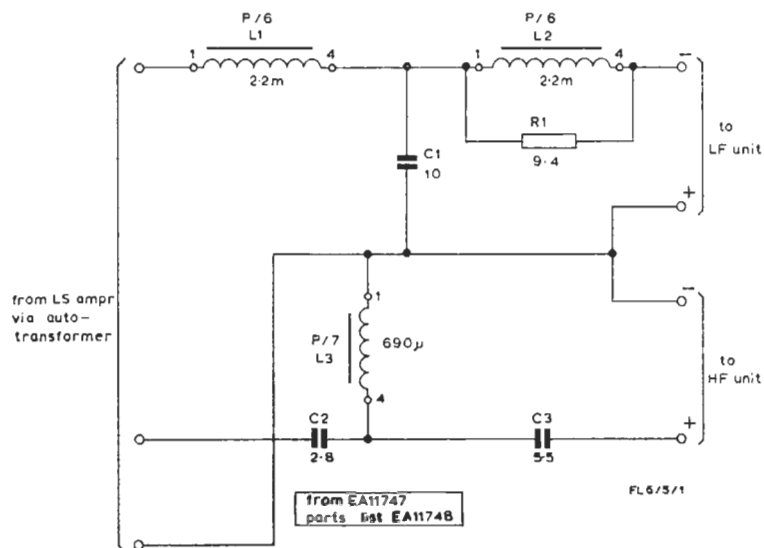 P/6
L1
1
4
2·2m
P/6
L2
1
4
2·2m
−
to
LF unit
R1
9·4
C1
10
+
from LS ampr
via auto-
transformer
1
P/7
L3
690μ
4
−
to
HF unit
+
C2
2·8
C3
5·5
FL6/5/1
from EA11747
parts list EA11748